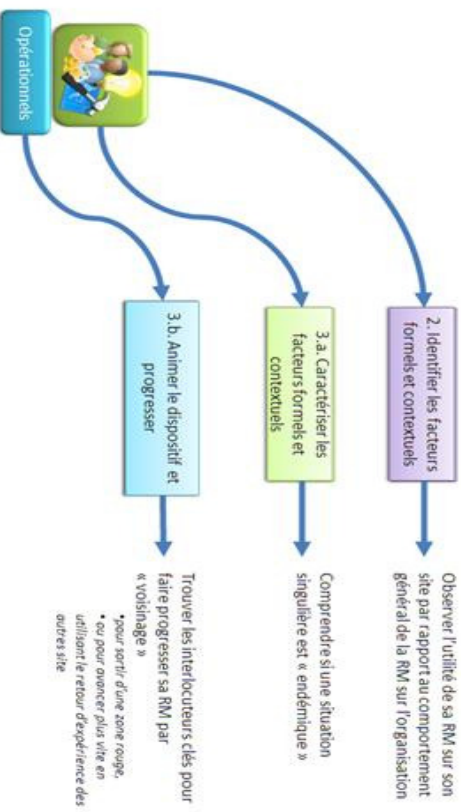 Opérationnels
2. Identifier les facteurs
formels et contextuels
Observer l'utilité de sa RM sur son
site par rapport au comportement
général de la RM sur l'organisation
3.a. Caractériser les
facteurs formels et
contextuels
Comprendre si une situation
singulière est « endémique »
3.b. Animer le dispositif et
progresser
Trouver les interlocuteurs clés pour
faire progresser sa RM par
« voisinage »
•pour sortir d'une zone rouge,
• ou pour avancer plus vite en
utilisant le retour d'expérience des
autres site